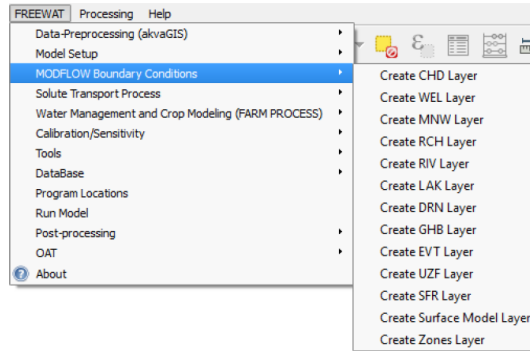 FREEWAT Processing Help
Data-Preprocessing (akvaGIS)
Model Setup
MODFLOW Boundary Conditions
Solute Transport Process
Water Management and Crop Modeling (FARM PROCESS)
Calibration/Sensitivity
Tools
DataBase
Program Locations
Run Model
Post-processing
OAT
About
Create CHD Layer
Create WEL Layer
Create MNW Layer
Create RCH Layer
Create RIV Layer
Create LAK Layer
Create DRN Layer
Create GHB Layer
Create EVT Layer
Create UZF Layer
Create SFR Layer
Create Surface Model Layer
Create Zones Layer